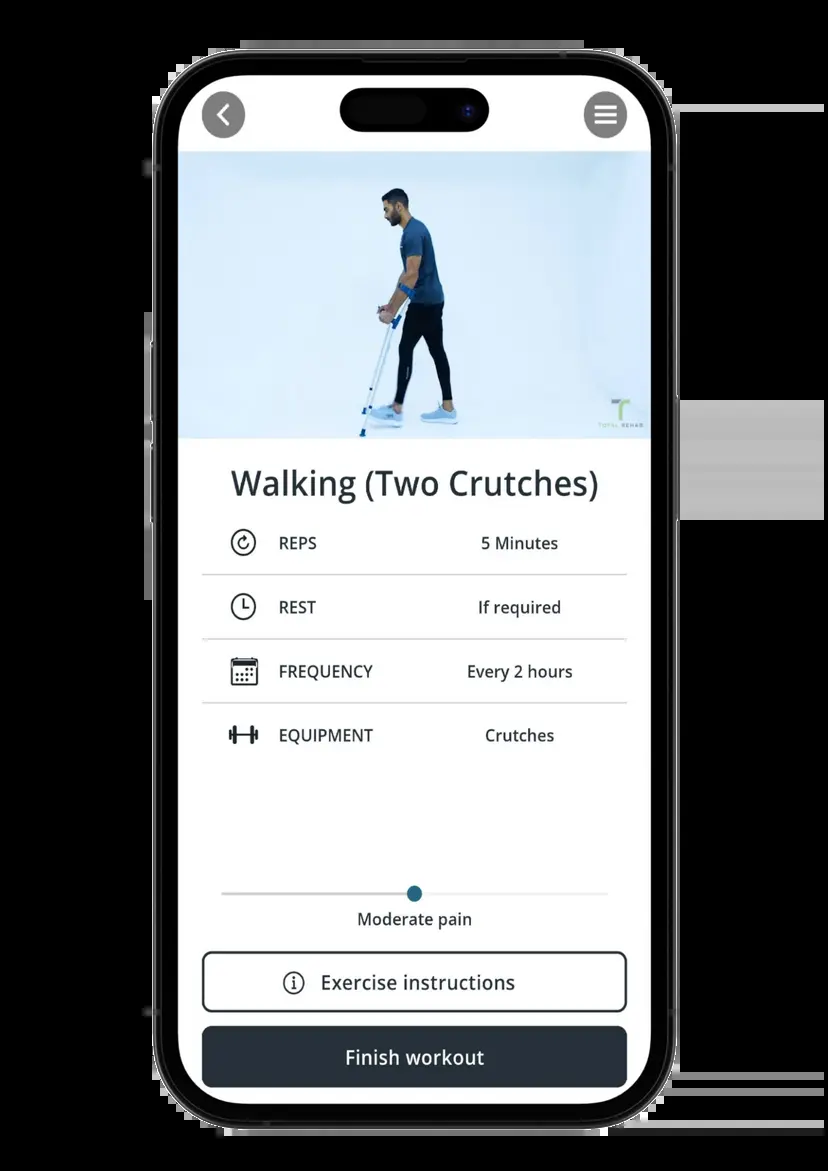 TOTAL REHAB
Walking (Two Crutches)
REPS 5 Minutes
REST If required
FREQUENCY Every 2 hours
EQUIPMENT Crutches
Moderate pain
Exercise instructions
Finish workout